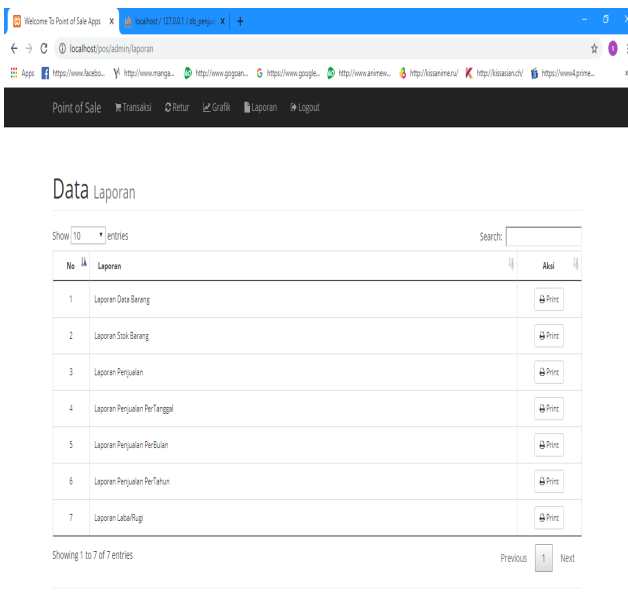 Welcome To Point of Sale Apps
localhost / 127.0.0.1 / db_penjua
localhost/pos/admin/laporan
Apps https://www.facebo... http://www.manga... http://www.gogoan... https://www.google... http://www.animew... http://kissanime.ru/ http://kissasian.ch/ https://www4.prime...
Point of Sale Transaksi Retur Grafik Laporan Logout
Data Laporan
Show 10 entries Search:
No Laporan Aksi
1 Laporan Data Barang Print
2 Laporan Stok Barang Print
3 Laporan Penjualan Print
4 Laporan Penjualan PerTanggal Print
5 Laporan Penjualan PerBulan Print
6 Laporan Penjualan PerTahun Print
7 Laporan Laba/Rugi Print
Showing 1 to 7 of 7 entries Previous 1 Next